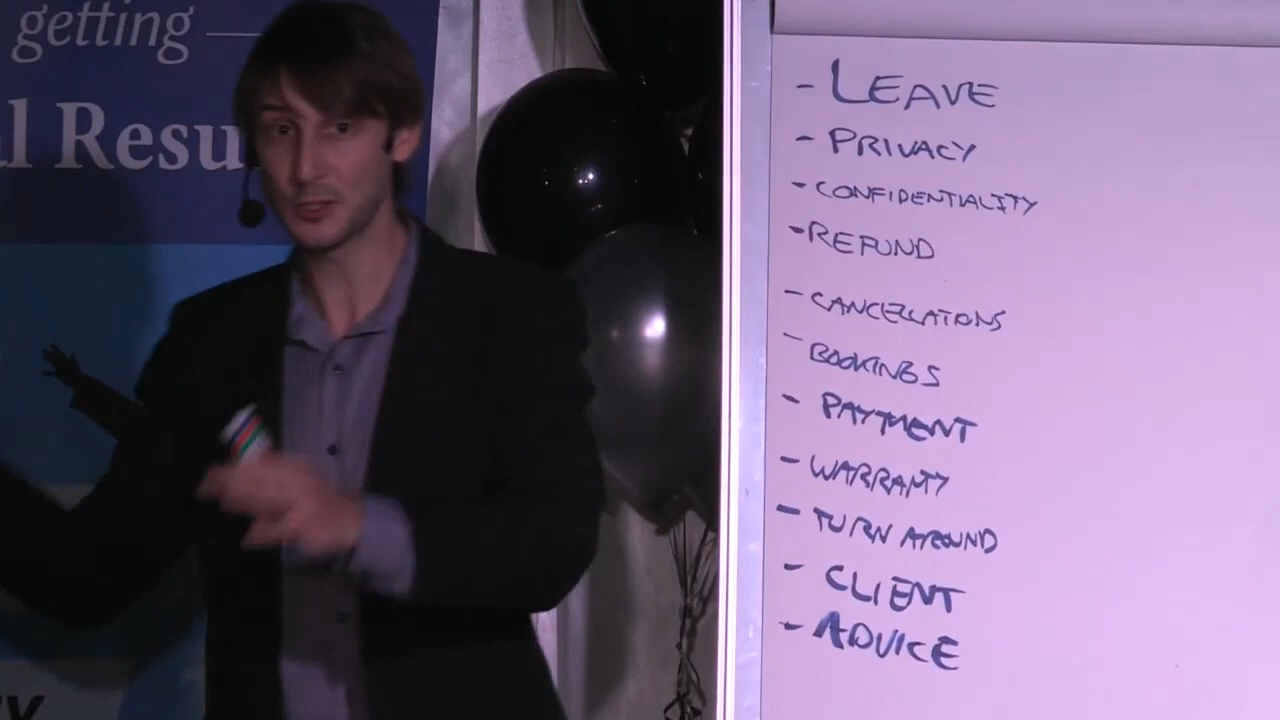 getting
l Resu
- LEAVE
- PRIVACY
- CONFIDENTIALITY
- REFUND
- CANCELLATIONS
- BOOKINGS
- PAYMENT
- WARRANTY
- TURN AROUND
- CLIENT
- ADVICE